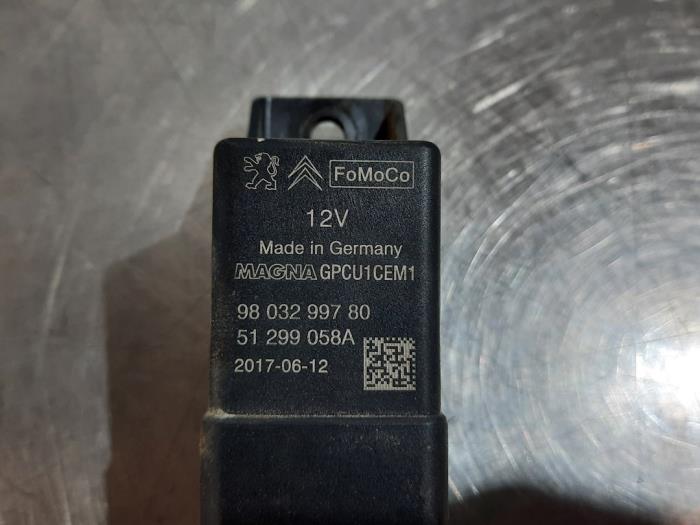 FoMoCo
12V
Made in Germany
MAGNA GPCU1CEM1
98 032 997 80
51 299 058A
2017-06-12